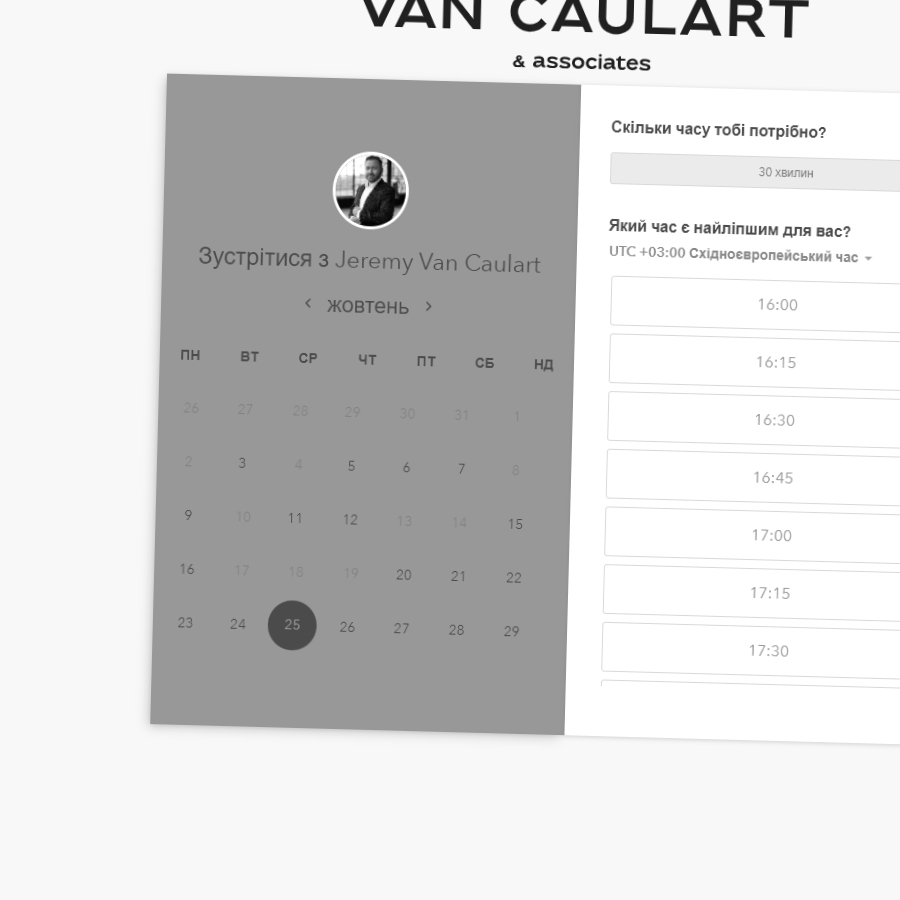 VAN CAULART
& associates
Зустрітися з Jeremy Van Caulart
жовтень
ПН ВТ СР ЧТ ПТ СБ НД
26 27 28 29 30 31 1
2 3 4 5 6 7 8
9 10 11 12 13 14 15
16 17 18 19 20 21 22
23 24 25 26 27 28 29
Скільки часу тобі потрібно?
30 хвилин
Який час є найліпшим для вас?
UTC +03:00 Східноєвропейський час
16:00
16:15
16:30
16:45
17:00
17:15
17:30